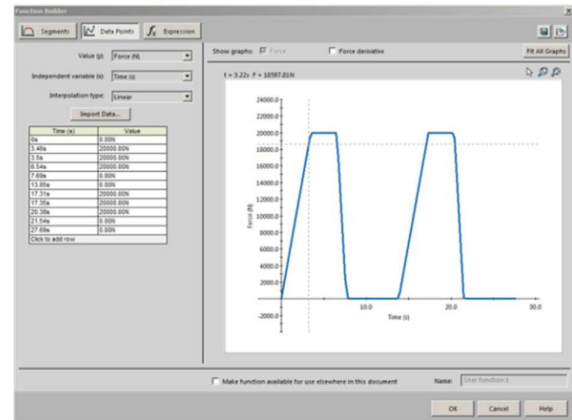 Function Builder
Segments Data Points fx Expression
Value (y): Force (N)
Independent variable (x): Time (s)
Interpolation type: Linear
Import Data...
Time (s) Value
0s 0.00N
3.46s 20000.00N
3.5s 20000.00N
6.54s 20000.00N
7.69s 0.00N
13.85s 0.00N
17.31s 20000.00N
17.35s 20000.00N
20.38s 20000.00N
21.54s 0.00N
27.69s 0.00N
Click to add row
Show graphs: Force Force derivative Fit All Graphs
t = 3.22s F = 18587.81N
24000.0
22000.0
20000.0
18000.0
16000.0
14000.0
12000.0
10000.0
8000.0
6000.0
4000.0
2000.0
0.0
-2000.0
Force (N)
10.0 20.0 30.0
Time (s)
Make function available for use elsewhere in this document Name: User function 1
OK Cancel Help